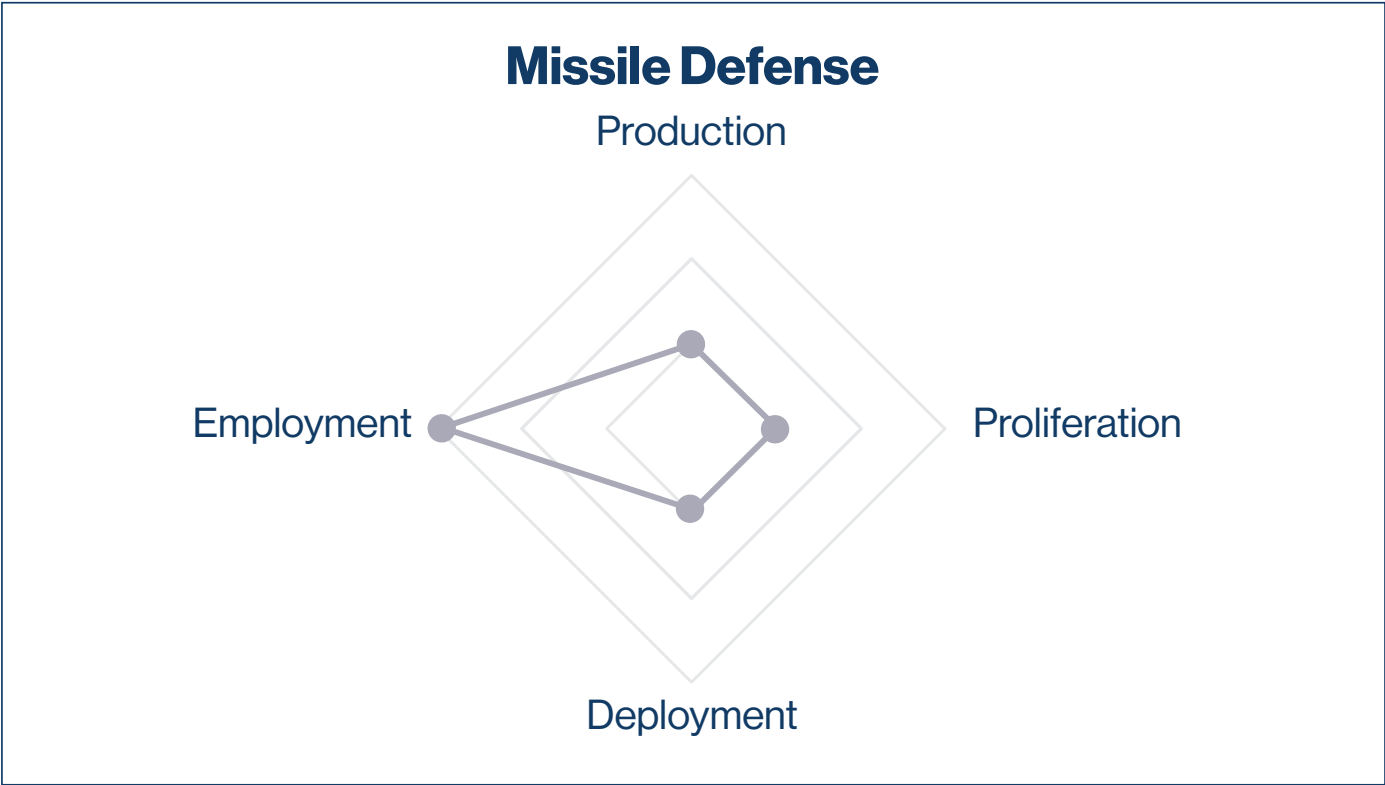 Missile Defense
Production
Employment
Proliferation
Deployment